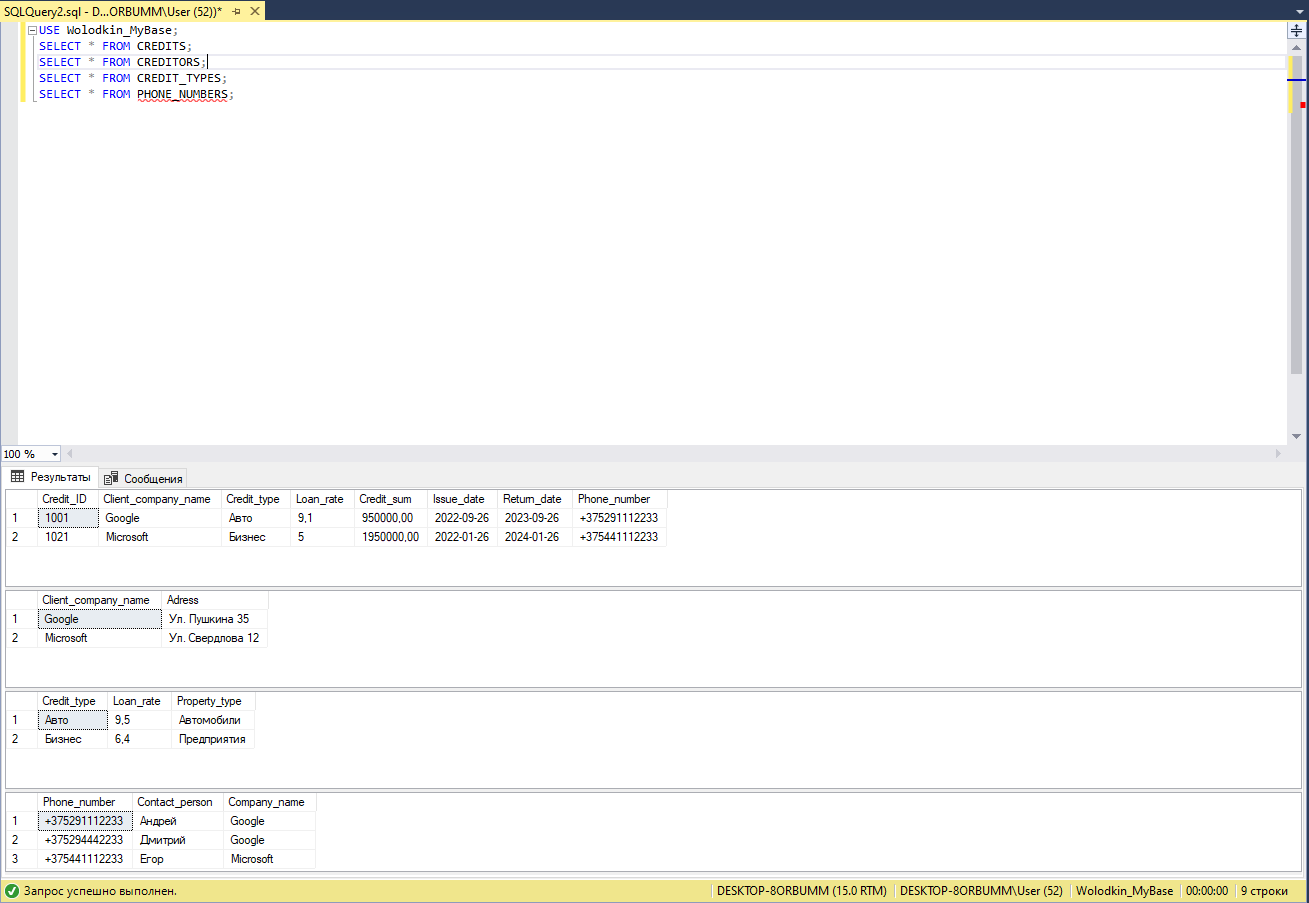 SQLQuery2.sql - D...ORBUMM\User (52))*
USE Wolodkin_MyBase;
SELECT * FROM CREDITS;
SELECT * FROM CREDITORS;
SELECT * FROM CREDIT_TYPES;
SELECT * FROM PHONE_NUMBERS;
100 %
Результаты Сообщения
Credit_ID Client_company_name Credit_type Loan_rate Credit_sum Issue_date Return_date Phone_number
1 1001 Google Авто 9,1 950000,00 2022-09-26 2023-09-26 +375291112233
2 1021 Microsoft Бизнес 5 1950000,00 2022-01-26 2024-01-26 +375441112233
Client_company_name Adress
1 Google Ул. Пушкина 35
2 Microsoft Ул. Свердлова 12
Credit_type Loan_rate Property_type
1 Авто 9,5 Автомобили
2 Бизнес 6,4 Предприятия
Phone_number Contact_person Company_name
1 +375291112233 Андрей Google
2 +375294442233 Дмитрий Google
3 +375441112233 Егор Microsoft
Запрос успешно выполнен. DESKTOP-8ORBUMM (15.0 RTM) DESKTOP-8ORBUMM\User (52) Wolodkin_MyBase 00:00:00 9 строки